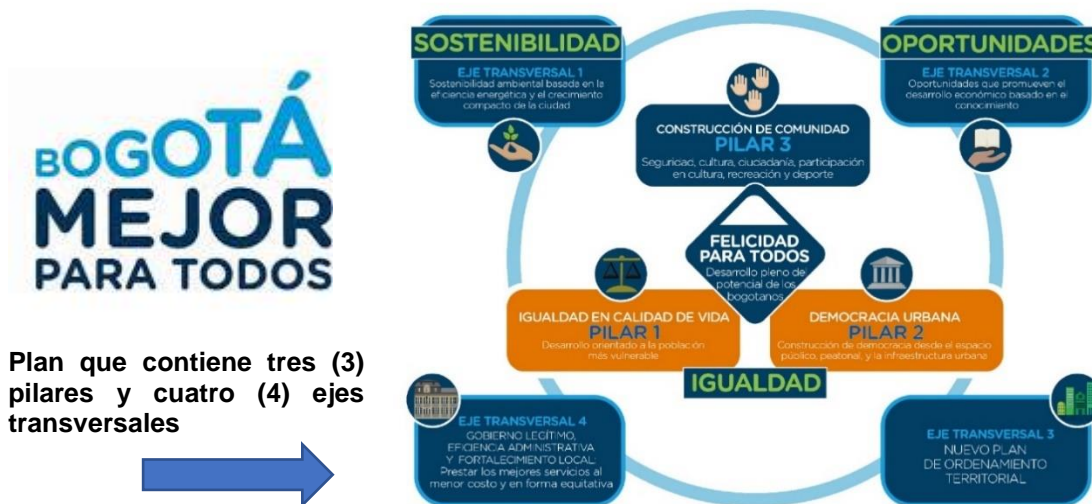 BOGOTÁ
MEJOR
PARA TODOS
Plan que contiene tres (3)
pilares y cuatro (4) ejes
transversales
SOSTENIBILIDAD
EJE TRANSVERSAL 1
Sostenibilidad ambiental basada en la
eficiencia energética y el crecimiento
compacto de la ciudad
OPORTUNIDADES
EJE TRANSVERSAL 2
Oportunidades que promueven el
desarrollo económico basado en el
conocimiento
CONSTRUCCIÓN DE COMUNIDAD
PILAR 3
Seguridad, cultura, ciudadanía, participación
en cultura, recreación y deporte
FELICIDAD
PARA TODOS
Desarrollo pleno del
potencial de los
bogotanos
IGUALDAD EN CALIDAD DE VIDA
PILAR 1
Desarrollo orientado a la población
más vulnerable
DEMOCRACIA URBANA
PILAR 2
Construcción de democracia desde el espacio
público, peatonal, y la infraestructura urbana
IGUALDAD
EJE TRANSVERSAL 4
GOBIERNO LEGÍTIMO,
EFICIENCIA ADMINISTRATIVA
Y FORTALECIMIENTO LOCAL:
Prestar los mejores servicios al
menor costo y en forma equitativa
EJE TRANSVERSAL 3
NUEVO PLAN
DE ORDENAMIENTO
TERRITORIAL